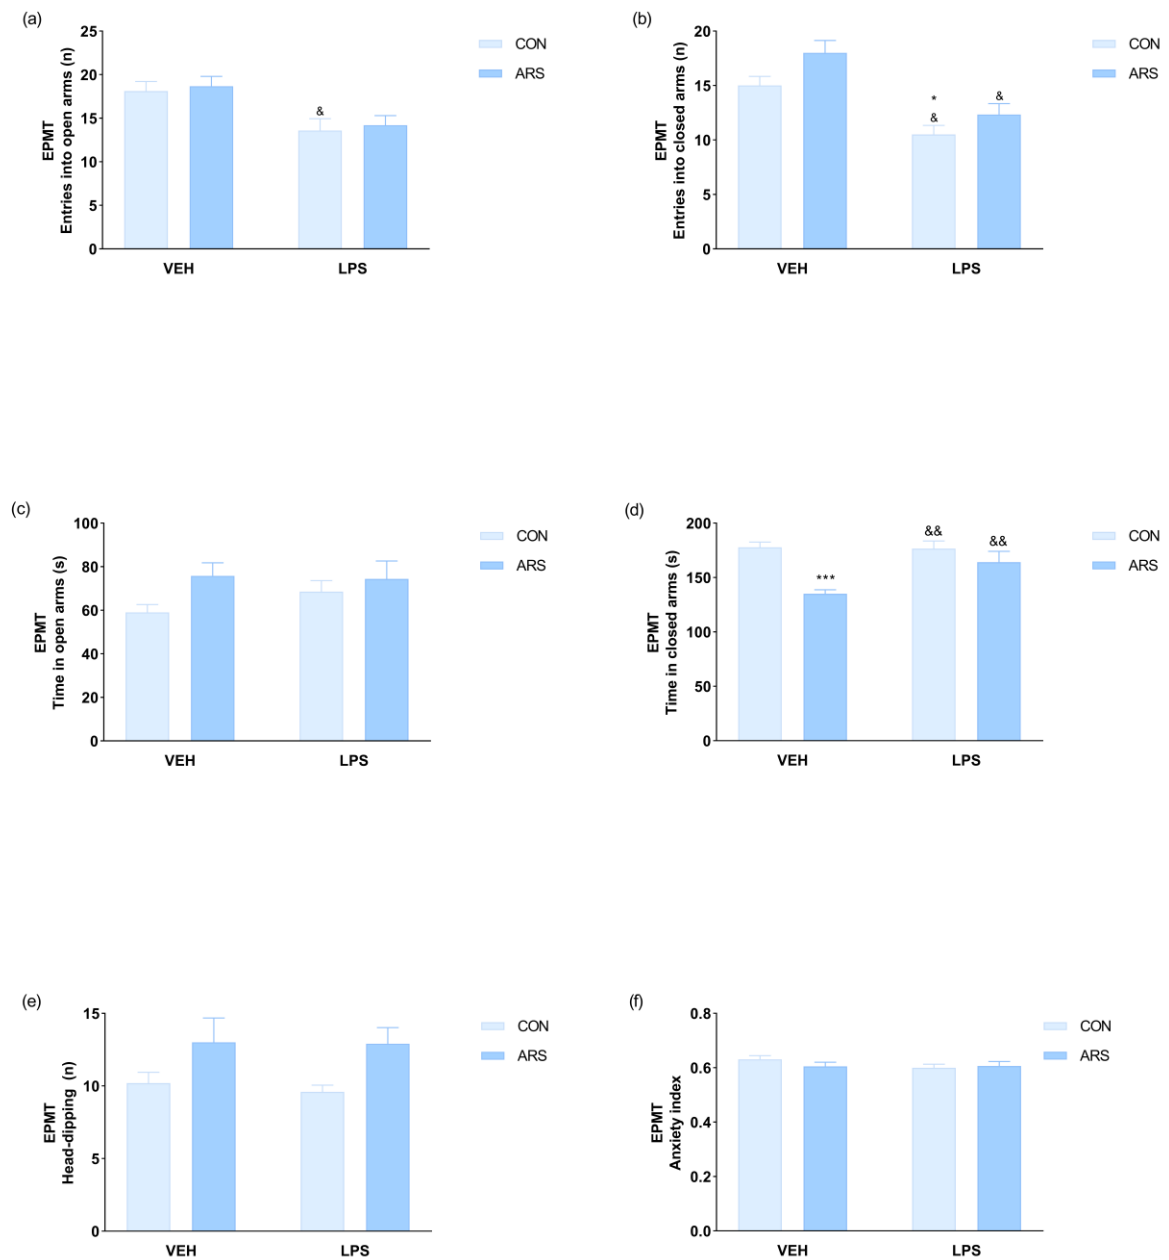 (a)
EPMT
Entries into open arms (n)
25
20
15
10
5
0
&
VEH
LPS
CON
ARS
(b)
EPMT
Entries into closed arms (n)
20
15
10
5
0
*
&
&
VEH
LPS
CON
ARS
(c)
EPMT
Time in open arms (s)
100
80
60
40
20
0
VEH
LPS
CON
ARS
(d)
EPMT
Time in closed arms (s)
200
150
100
50
0
***
&&
&&
VEH
LPS
CON
ARS
(e)
EPMT
Head-dipping (n)
15
10
5
0
VEH
LPS
CON
ARS
(f)
EPMT
Anxiety index
0.8
0.6
0.4
0.2
0.0
VEH
LPS
CON
ARS